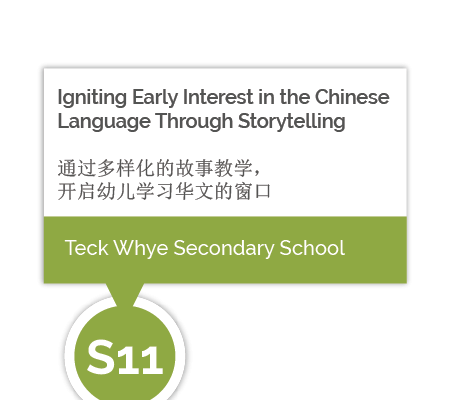 Igniting Early Interest in the Chinese
Language Through Storytelling
通过多样化的故事教学，
开启幼儿学习华文的窗口
Teck Whye Secondary School
S11